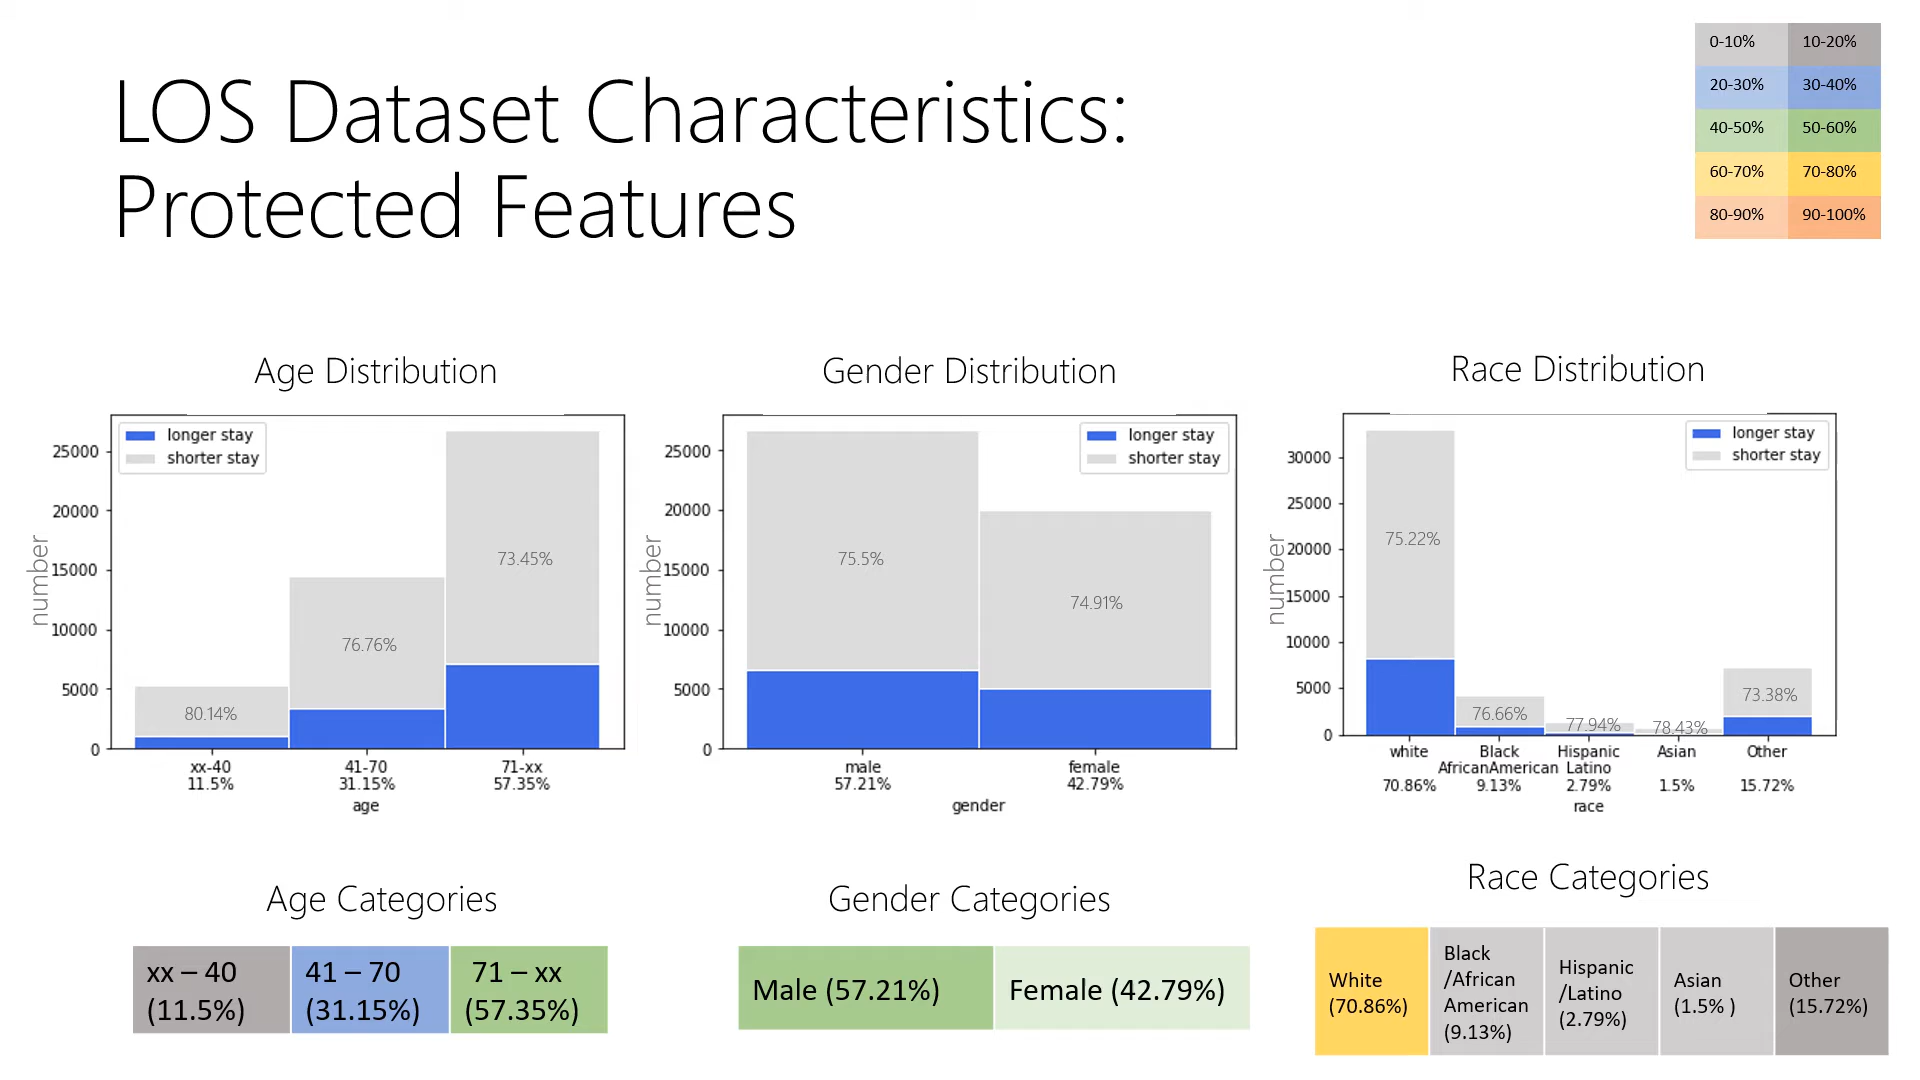 LOS Dataset Characteristics:
Protected Features
0-10% 10-20%
20-30% 30-40%
40-50% 50-60%
60-70% 70-80%
80-90% 90-100%
Age Distribution
longer stay
shorter stay
number
25000
20000
15000
10000
5000
0
80.14%
76.76%
73.45%
xx-40 41-70 71-xx
11.5% 31.15% 57.35%
age
Gender Distribution
longer stay
shorter stay
number
25000
20000
15000
10000
5000
0
75.5%
74.91%
male female
57.21% 42.79%
gender
Race Distribution
longer stay
shorter stay
number
30000
25000
20000
15000
10000
5000
0
75.22%
76.66%
77.94%
78.43%
73.38%
white Black Hispanic Asian Other
AfricanAmerican Latino
70.86% 9.13% 2.79% 1.5% 15.72%
race
Age Categories
xx – 40 41 – 70 71 – xx
(11.5%) (31.15%) (57.35%)
Gender Categories
Male (57.21%) Female (42.79%)
Race Categories
White
(70.86%)
Black
/African
American
(9.13%)
Hispanic
/Latino
(2.79%)
Asian
(1.5% )
Other
(15.72%)